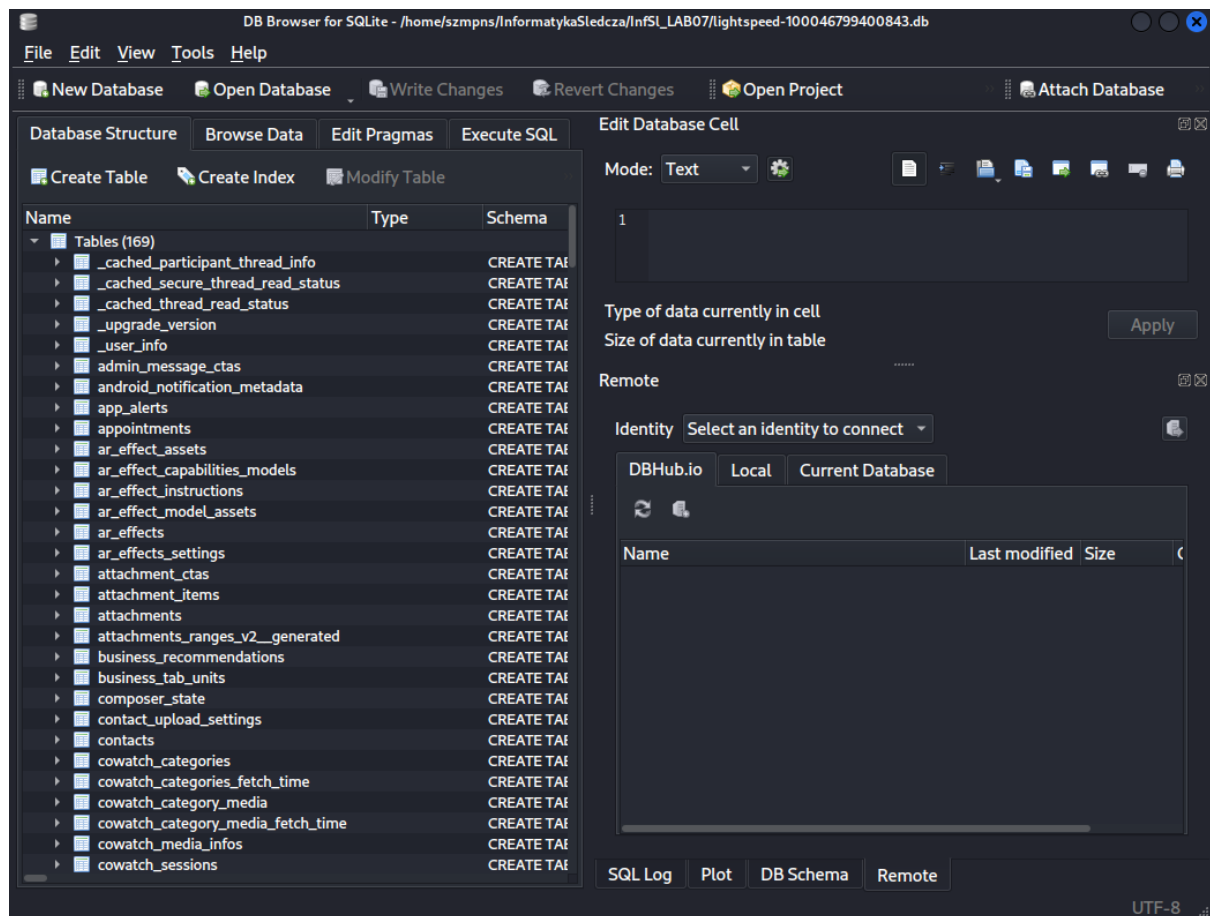 DB Browser for SQLite - /home/szmpns/InformatykaSledcza/InfSl_LAB07/lightspeed-100046799400843.db
File Edit View Tools Help
New Database Open Database Write Changes Revert Changes Open Project Attach Database
Database Structure Browse Data Edit Pragmas Execute SQL
Create Table Create Index Modify Table
Name Type Schema
Tables (169)
_cached_participant_thread_info CREATE TAB
_cached_secure_thread_read_status CREATE TAB
_cached_thread_read_status CREATE TAB
_upgrade_version CREATE TAB
_user_info CREATE TAB
admin_message_ctas CREATE TAB
android_notification_metadata CREATE TAB
app_alerts CREATE TAB
appointments CREATE TAB
ar_effect_assets CREATE TAB
ar_effect_capabilities_models CREATE TAB
ar_effect_instructions CREATE TAB
ar_effect_model_assets CREATE TAB
ar_effects CREATE TAB
ar_effects_settings CREATE TAB
attachment_ctas CREATE TAB
attachment_items CREATE TAB
attachments CREATE TAB
attachments_ranges_v2__generated CREATE TAB
business_recommendations CREATE TAB
business_tab_units CREATE TAB
composer_state CREATE TAB
contact_upload_settings CREATE TAB
contacts CREATE TAB
cowatch_categories CREATE TAB
cowatch_categories_fetch_time CREATE TAB
cowatch_category_media CREATE TAB
cowatch_category_media_fetch_time CREATE TAB
cowatch_media_infos CREATE TAB
cowatch_sessions CREATE TAB
Edit Database Cell
Mode: Text
1
Type of data currently in cell
Size of data currently in table
Apply
Remote
Identity Select an identity to connect
DBHub.io Local Current Database
Name Last modified Size
SQL Log Plot DB Schema Remote
UTF-8